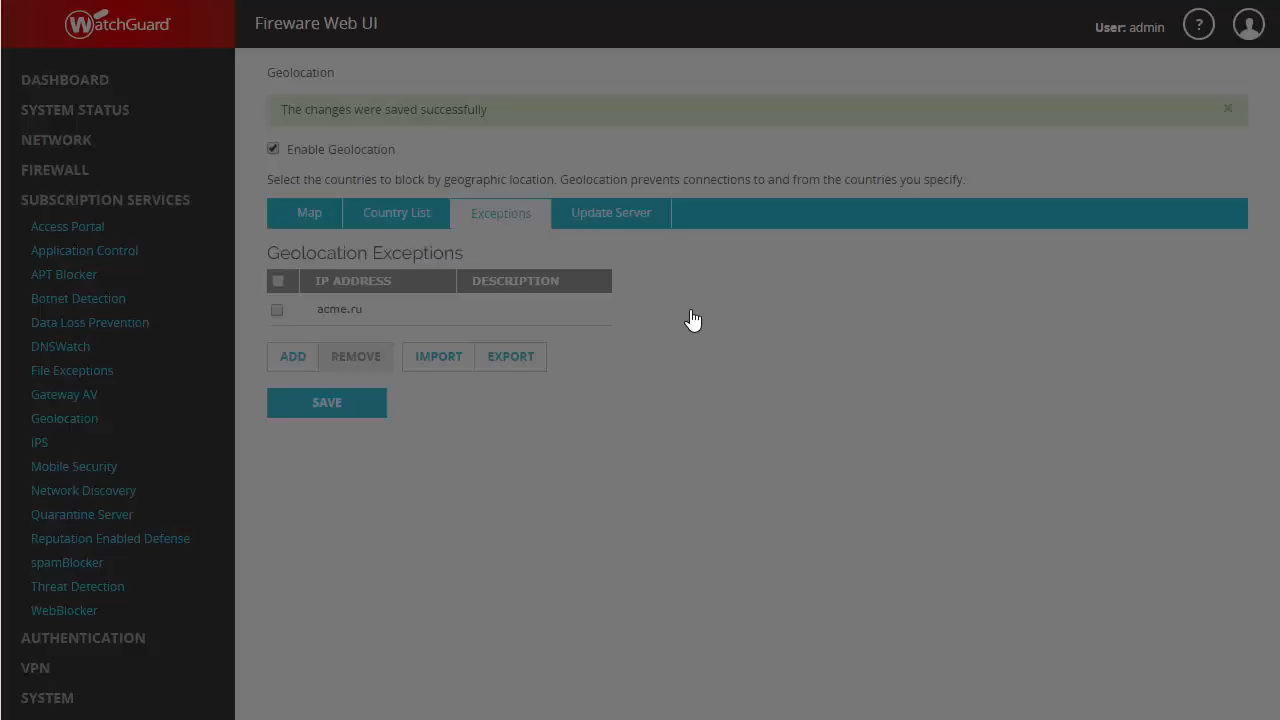 WatchGuard
Fireware Web UI
User: admin
?
DASHBOARD
SYSTEM STATUS
NETWORK
FIREWALL
SUBSCRIPTION SERVICES
Access Portal
Application Control
APT Blocker
Botnet Detection
Data Loss Prevention
DNSWatch
File Exceptions
Gateway AV
Geolocation
IPS
Mobile Security
Network Discovery
Quarantine Server
Reputation Enabled Defense
spamBlocker
Threat Detection
WebBlocker
AUTHENTICATION
VPN
SYSTEM
Geolocation
The changes were saved successfully
Enable Geolocation
Select the countries to block by geographic location. Geolocation prevents connections to and from the countries you specify.
Map Country List Exceptions Update Server
Geolocation Exceptions
IP ADDRESS DESCRIPTION
acme.ru
ADD REMOVE IMPORT EXPORT
SAVE